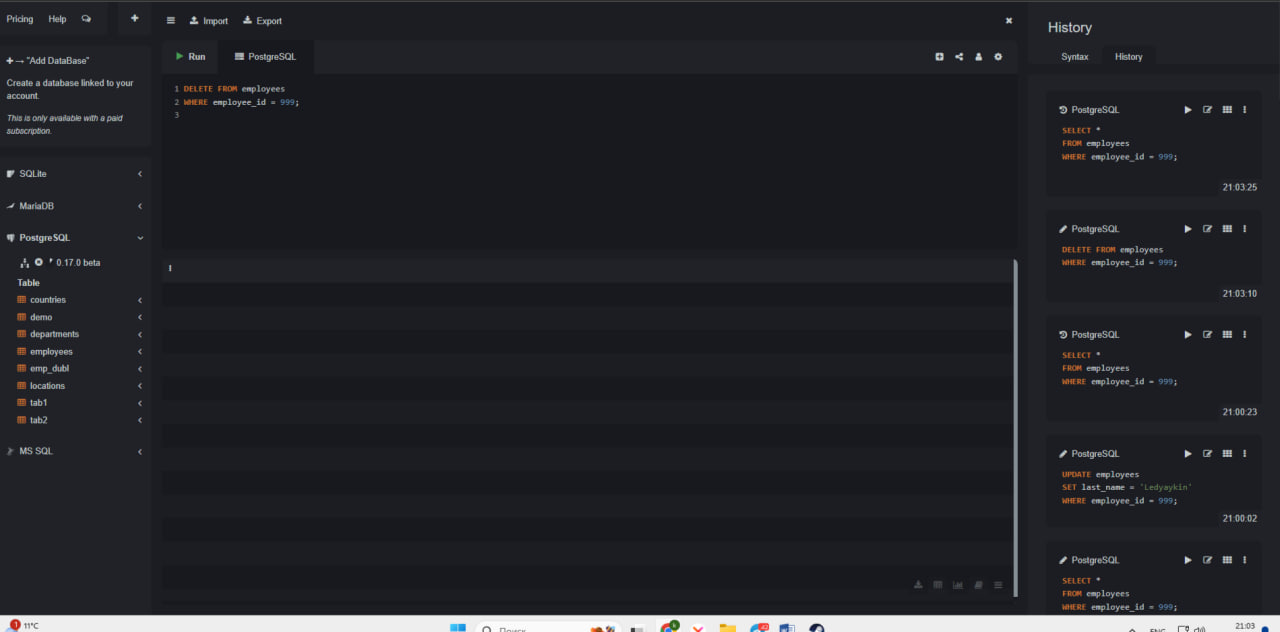 Pricing Help
Import Export
History
Run PostgreSQL
Syntax History
"Add DataBase"
Create a database linked to your
account.
This is only available with a paid
subscription.
SQLite
MariaDB
PostgreSQL
0.17.0 beta
Table
countries
demo
departments
employees
emp_dubl
locations
tab1
tab2
MS SQL
1 DELETE FROM employees
2 WHERE employee_id = 999;
3
PostgreSQL
SELECT *
FROM employees
WHERE employee_id = 999;
21:03:25
PostgreSQL
DELETE FROM employees
WHERE employee_id = 999;
21:03:10
PostgreSQL
SELECT *
FROM employees
WHERE employee_id = 999;
21:00:23
PostgreSQL
UPDATE employees
SET last_name = 'Ledyaykin'
WHERE employee_id = 999;
21:00:02
PostgreSQL
SELECT *
FROM employees
WHERE employee_id = 999;
1 11°C
Поиск
k
42
ENG
21:03